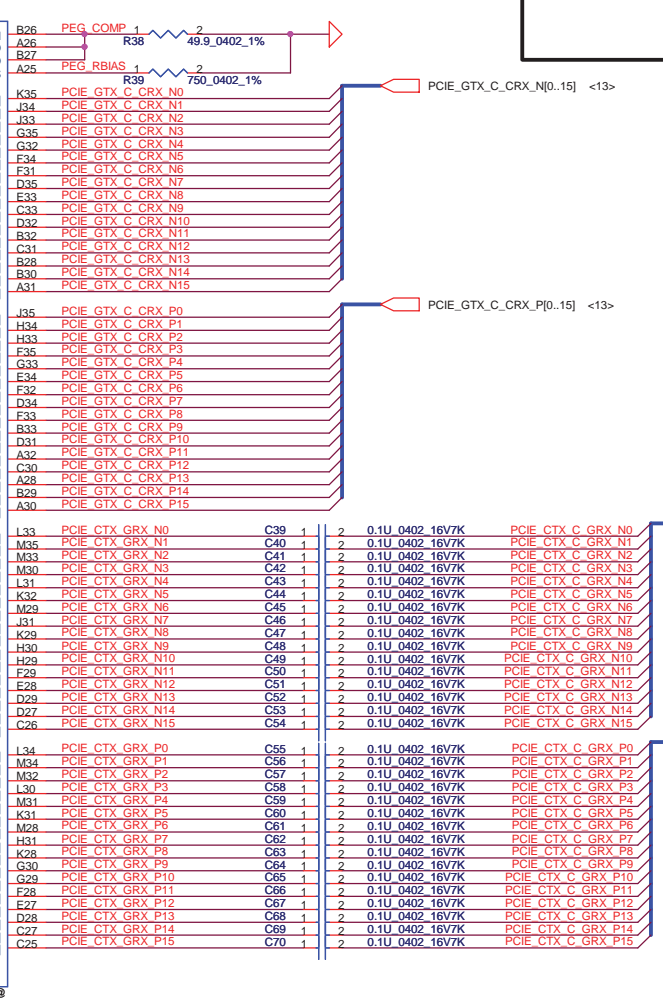 B26 PEG_COMP 1 2
A26 R38 49.9_0402_1%
B27
A25 PEG_RBIAS 1 2
R39 750_0402_1%
PCIE_GTX_C_CRX_N[0..15] <13>
K35 PCIE_GTX_C_CRX_N0
J34 PCIE_GTX_C_CRX_N1
J33 PCIE_GTX_C_CRX_N2
G35 PCIE_GTX_C_CRX_N3
G32 PCIE_GTX_C_CRX_N4
F34 PCIE_GTX_C_CRX_N5
F31 PCIE_GTX_C_CRX_N6
D35 PCIE_GTX_C_CRX_N7
E33 PCIE_GTX_C_CRX_N8
C33 PCIE_GTX_C_CRX_N9
D32 PCIE_GTX_C_CRX_N10
B32 PCIE_GTX_C_CRX_N11
C31 PCIE_GTX_C_CRX_N12
B28 PCIE_GTX_C_CRX_N13
B30 PCIE_GTX_C_CRX_N14
A31 PCIE_GTX_C_CRX_N15
PCIE_GTX_C_CRX_P[0..15] <13>
J35 PCIE_GTX_C_CRX_P0
H34 PCIE_GTX_C_CRX_P1
H33 PCIE_GTX_C_CRX_P2
F35 PCIE_GTX_C_CRX_P3
G33 PCIE_GTX_C_CRX_P4
E34 PCIE_GTX_C_CRX_P5
F32 PCIE_GTX_C_CRX_P6
D34 PCIE_GTX_C_CRX_P7
F33 PCIE_GTX_C_CRX_P8
B33 PCIE_GTX_C_CRX_P9
D31 PCIE_GTX_C_CRX_P10
A32 PCIE_GTX_C_CRX_P11
C30 PCIE_GTX_C_CRX_P12
A28 PCIE_GTX_C_CRX_P13
B29 PCIE_GTX_C_CRX_P14
A30 PCIE_GTX_C_CRX_P15
L33 PCIE_CTX_GRX_N0 C39 1 2 0.1U_0402_16V7K PCIE_CTX_C_GRX_N0
M35 PCIE_CTX_GRX_N1 C40 1 2 0.1U_0402_16V7K PCIE_CTX_C_GRX_N1
M33 PCIE_CTX_GRX_N2 C41 1 2 0.1U_0402_16V7K PCIE_CTX_C_GRX_N2
M30 PCIE_CTX_GRX_N3 C42 1 2 0.1U_0402_16V7K PCIE_CTX_C_GRX_N3
L31 PCIE_CTX_GRX_N4 C43 1 2 0.1U_0402_16V7K PCIE_CTX_C_GRX_N4
K32 PCIE_CTX_GRX_N5 C44 1 2 0.1U_0402_16V7K PCIE_CTX_C_GRX_N5
M29 PCIE_CTX_GRX_N6 C45 1 2 0.1U_0402_16V7K PCIE_CTX_C_GRX_N6
J31 PCIE_CTX_GRX_N7 C46 1 2 0.1U_0402_16V7K PCIE_CTX_C_GRX_N7
K29 PCIE_CTX_GRX_N8 C47 1 2 0.1U_0402_16V7K PCIE_CTX_C_GRX_N8
H30 PCIE_CTX_GRX_N9 C48 1 2 0.1U_0402_16V7K PCIE_CTX_C_GRX_N9
H29 PCIE_CTX_GRX_N10 C49 1 2 0.1U_0402_16V7K PCIE_CTX_C_GRX_N10
F29 PCIE_CTX_GRX_N11 C50 1 2 0.1U_0402_16V7K PCIE_CTX_C_GRX_N11
E28 PCIE_CTX_GRX_N12 C51 1 2 0.1U_0402_16V7K PCIE_CTX_C_GRX_N12
D29 PCIE_CTX_GRX_N13 C52 1 2 0.1U_0402_16V7K PCIE_CTX_C_GRX_N13
D27 PCIE_CTX_GRX_N14 C53 1 2 0.1U_0402_16V7K PCIE_CTX_C_GRX_N14
C26 PCIE_CTX_GRX_N15 C54 1 2 0.1U_0402_16V7K PCIE_CTX_C_GRX_N15
L34 PCIE_CTX_GRX_P0 C55 1 2 0.1U_0402_16V7K PCIE_CTX_C_GRX_P0
M34 PCIE_CTX_GRX_P1 C56 1 2 0.1U_0402_16V7K PCIE_CTX_C_GRX_P1
M32 PCIE_CTX_GRX_P2 C57 1 2 0.1U_0402_16V7K PCIE_CTX_C_GRX_P2
L30 PCIE_CTX_GRX_P3 C58 1 2 0.1U_0402_16V7K PCIE_CTX_C_GRX_P3
M31 PCIE_CTX_GRX_P4 C59 1 2 0.1U_0402_16V7K PCIE_CTX_C_GRX_P4
K31 PCIE_CTX_GRX_P5 C60 1 2 0.1U_0402_16V7K PCIE_CTX_C_GRX_P5
M28 PCIE_CTX_GRX_P6 C61 1 2 0.1U_0402_16V7K PCIE_CTX_C_GRX_P6
H31 PCIE_CTX_GRX_P7 C62 1 2 0.1U_0402_16V7K PCIE_CTX_C_GRX_P7
K28 PCIE_CTX_GRX_P8 C63 1 2 0.1U_0402_16V7K PCIE_CTX_C_GRX_P8
G30 PCIE_CTX_GRX_P9 C64 1 2 0.1U_0402_16V7K PCIE_CTX_C_GRX_P9
G29 PCIE_CTX_GRX_P10 C65 1 2 0.1U_0402_16V7K PCIE_CTX_C_GRX_P10
F28 PCIE_CTX_GRX_P11 C66 1 2 0.1U_0402_16V7K PCIE_CTX_C_GRX_P11
E27 PCIE_CTX_GRX_P12 C67 1 2 0.1U_0402_16V7K PCIE_CTX_C_GRX_P12
D28 PCIE_CTX_GRX_P13 C68 1 2 0.1U_0402_16V7K PCIE_CTX_C_GRX_P13
C27 PCIE_CTX_GRX_P14 C69 1 2 0.1U_0402_16V7K PCIE_CTX_C_GRX_P14
C25 PCIE_CTX_GRX_P15 C70 1 2 0.1U_0402_16V7K PCIE_CTX_C_GRX_P15
@